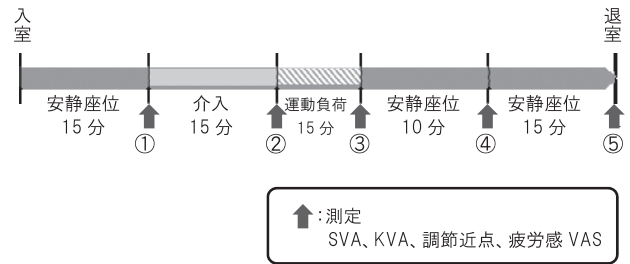 入室
退室
安静座位
15分
介入
15分
運動負荷
15分
安静座位
10分
安静座位
15分
①
②
③
④
⑤
：測定
SVA、KVA、調節近点、疲労感 VAS